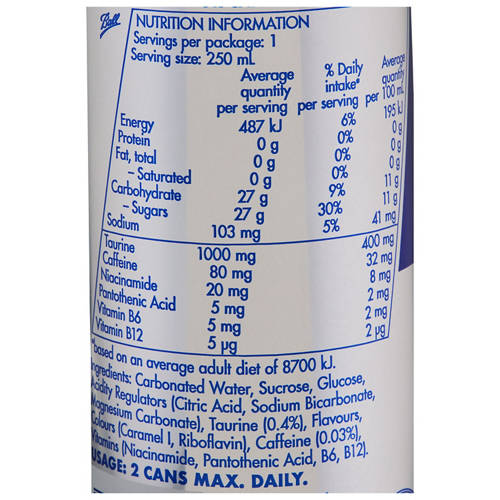 Ball
NUTRITION INFORMATION
Servings per package: 1
Serving size: 250 mL
Average quantity per serving % Daily intake* per serving Average quantity per 100 mL
Energy 487 kJ 6% 195 kJ
Protein 0 g 0% 0 g
Fat, total 0 g 0% 0 g
– Saturated 0 g 0% 0 g
Carbohydrate 27 g 9% 11 g
– Sugars 27 g 30% 11 g
Sodium 103 mg 5% 41 mg
Taurine 1000 mg 400 mg
Caffeine 80 mg 32 mg
Niacinamide 20 mg 8 mg
Pantothenic Acid 5 mg 2 mg
Vitamin B6 5 mg 2 mg
Vitamin B12 5 µg 2 µg
*based on an average adult diet of 8700 kJ.
Ingredients: Carbonated Water, Sucrose, Glucose,
Acidity Regulators (Citric Acid, Sodium Bicarbonate,
Magnesium Carbonate), Taurine (0.4%), Flavours,
Colours (Caramel I, Riboflavin), Caffeine (0.03%),
Vitamins (Niacinamide, Pantothenic Acid, B6, B12).
USAGE: 2 CANS MAX. DAILY.